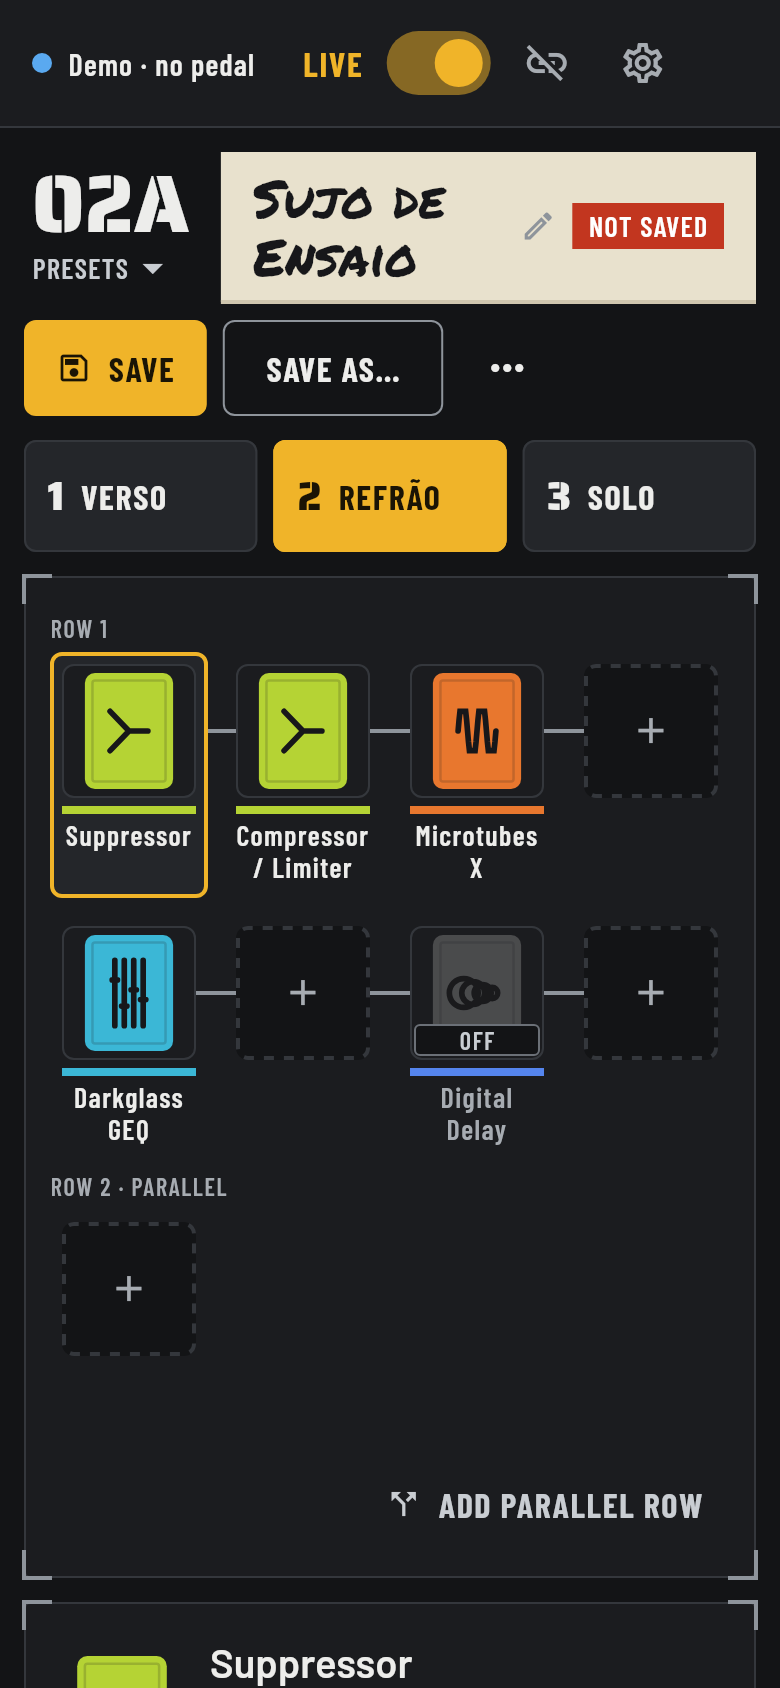 Demo · no pedal LIVE
02A
PRESETS
SUJO DE
ENSAIO
NOT SAVED
SAVE SAVE AS... •••
1 VERSO 2 REFRÃO 3 SOLO
ROW 1
Suppressor
Compressor
/ Limiter
Microtubes
X
+
Darkglass
GEQ
+
OFF
Digital
Delay
+
ROW 2 · PARALLEL
+
ADD PARALLEL ROW
Suppressor